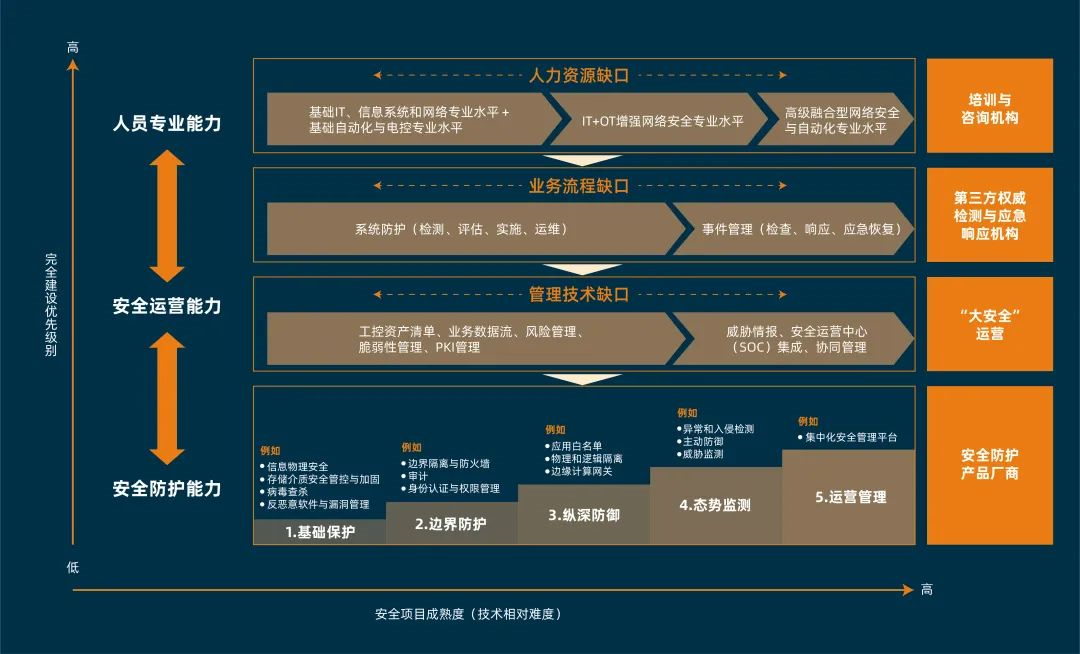 高
人员专业能力
完全建设优先级别
安全运营能力
安全防护能力
低
人力资源缺口
基础IT、信息系统和网络专业水平 +
基础自动化与电控专业水平
IT+OT增强网络安全专业水平
高级融合型网络安全
与自动化专业水平
培训与
咨询机构
业务流程缺口
系统防护（检测、评估、实施、运维）
事件管理（检查、响应、应急恢复）
第三方权威
检测与应急
响应机构
管理技术缺口
工控资产清单、业务数据流、风险管理、
脆弱性管理、PKI管理
威胁情报、安全运营中心
（SOC）集成、协同管理
“大安全”
运营
例如
•信息物理安全
•存储介质安全管控与加固
•病毒查杀
•反恶意软件与漏洞管理
1.基础保护
例如
•边界隔离与防火墙
•审计
•身份认证与权限管理
2.边界防护
例如
•应用白名单
•物理和逻辑隔离
•边缘计算网关
3.纵深防御
例如
•异常和入侵检测
•主动防御
•威胁监测
4.态势监测
例如
•集中化安全管理平台
5.运营管理
安全防护
产品厂商
高
安全项目成熟度（技术相对难度）